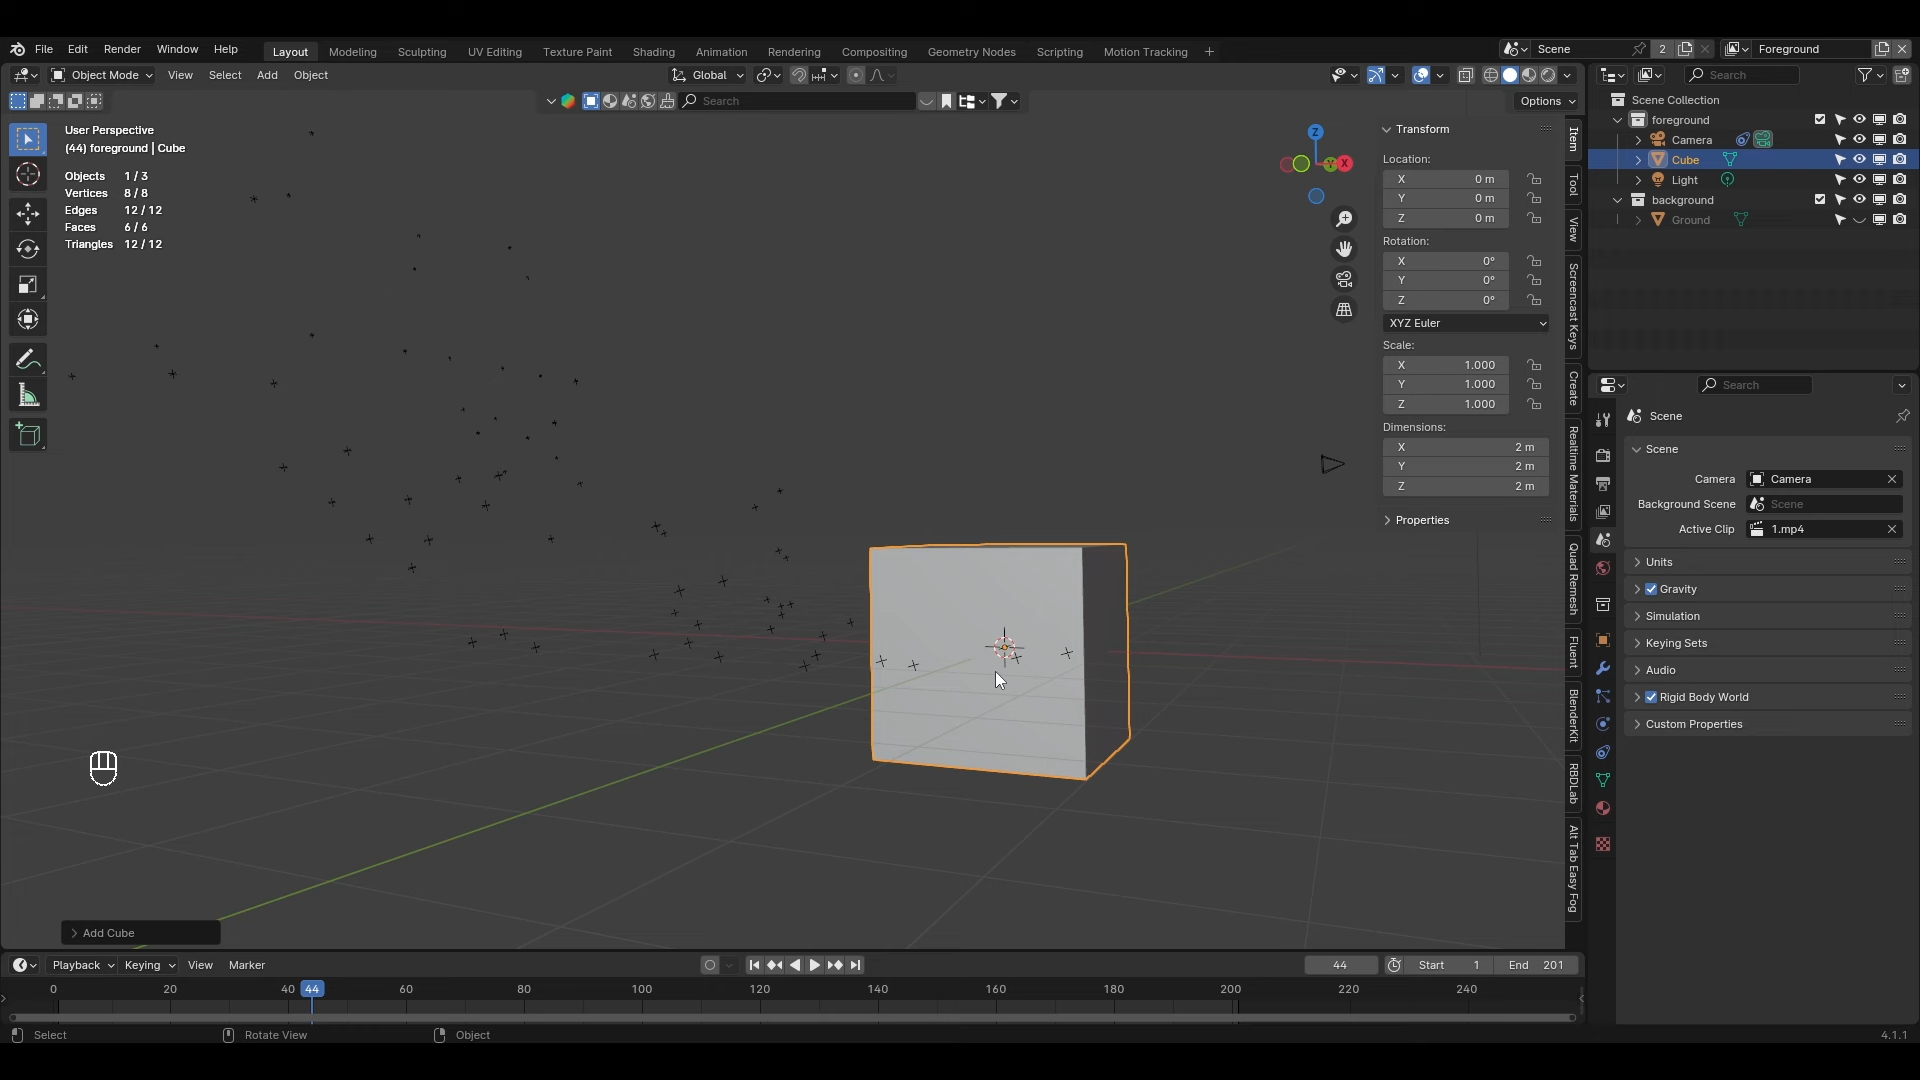 File Edit Render Window Help Layout Modeling Sculpting UV Editing Texture Paint Shading Animation Rendering Compositing Geometry Nodes Scripting Motion Tracking + Scene 2 Foreground
Object Mode View Select Add Object Global Search
Search Options
User Perspective
(44) foreground | Cube
Objects 1 / 3
Vertices 8 / 8
Edges 12 / 12
Faces 6 / 6
Triangles 12 / 12
Z
X
Y
Transform
Location:
X 0 m
Y 0 m
Z 0 m
Rotation:
X 0°
Y 0°
Z 0°
XYZ Euler
Scale:
X 1.000
Y 1.000
Z 1.000
Dimensions:
X 2 m
Y 2 m
Z 2 m
Properties
Item
Tool
View
Screencast Keys
Create
Realtime Materials
Quad Remesh
Fluent
BlenderKit
RBDLab
Alt Tab Easy Fog
Scene Collection
foreground
Camera
Cube
Light
background
Ground
Search
Scene
Scene
Camera Camera
Background Scene Scene
Active Clip 1.mp4
Units
Gravity
Simulation
Keying Sets
Audio
Rigid Body World
Custom Properties
Add Cube
Playback Keying View Marker 44 Start 1 End 201
0 20 40 44 60 80 100 120 140 160 180 200 220 240
Select Rotate View Object 4.1.1